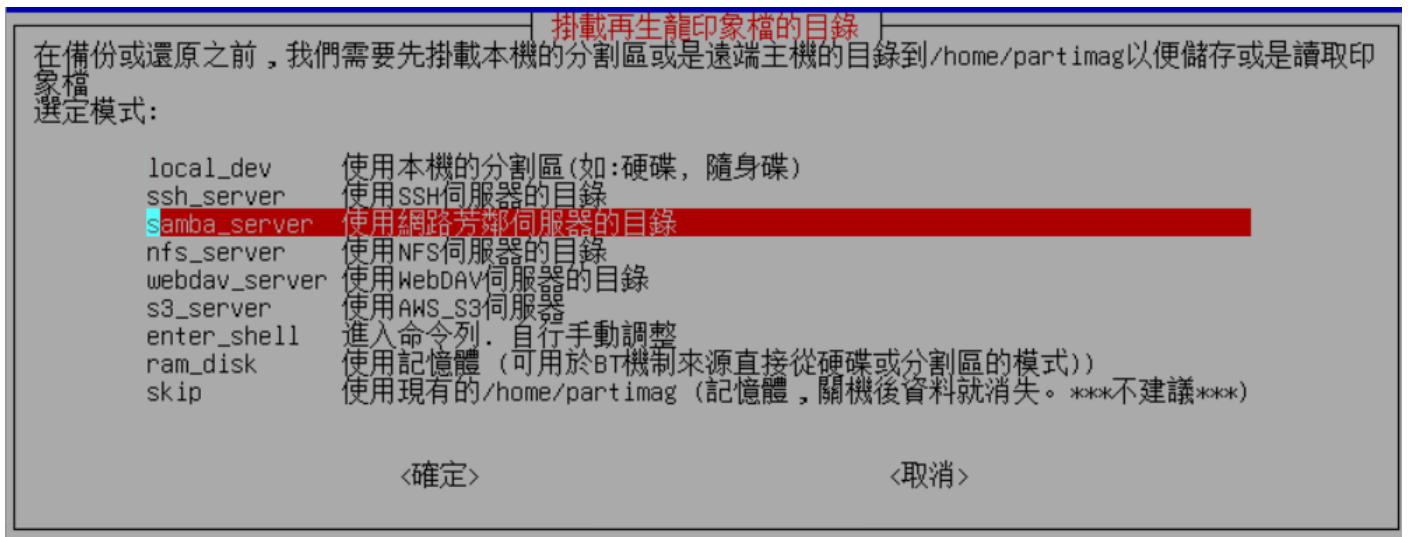 掛載再生龍印象檔的目錄
在備份或還原之前，我們需要先掛載本機的分割區或是遠端主機的目錄到/home/partimag以便儲存或是讀取印
象檔
選定模式:
local_dev 使用本機的分割區(如:硬碟, 隨身碟)
ssh_server 使用SSH伺服器的目錄
samba_server 使用網路芳鄰伺服器的目錄
nfs_server 使用NFS伺服器的目錄
webdav_server 使用WebDAV伺服器的目錄
s3_server 使用AWS_S3伺服器
enter_shell 進入命令列. 自行手動調整
ram_disk 使用記憶體 (可用於BT機制來源直接從硬碟或分割區的模式))
skip 使用現有的/home/partimag (記憶體，關機後資料就消失。***不建議***)
<確定> <取消>